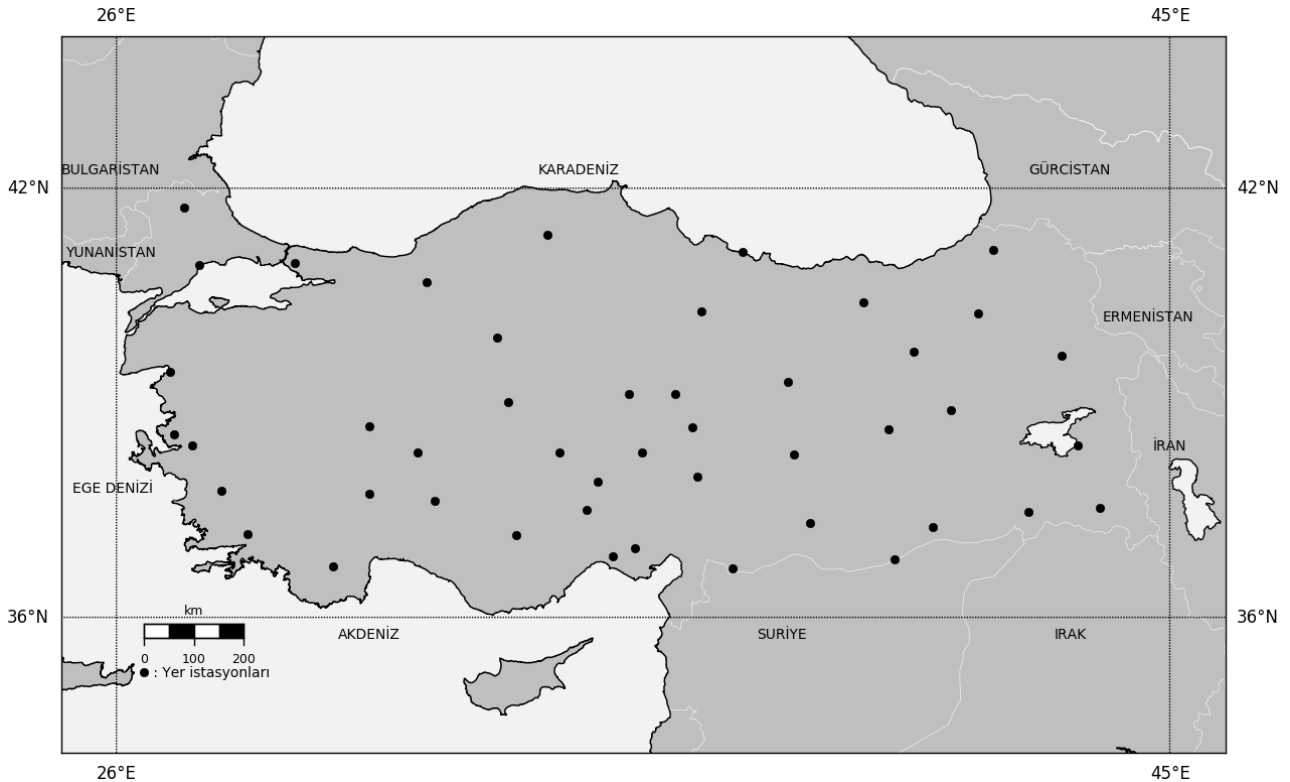 26°E 45°E
BULGARİSTAN KARADENİZ GÜRCİSTAN
42°N 42°N
YUNANİSTAN
ERMENİSTAN
İRAN
EGE DENİZİ
km
36°N 36°N
AKDENİZ SURİYE IRAK
0 100 200
: Yer istasyonları
26°E 45°E